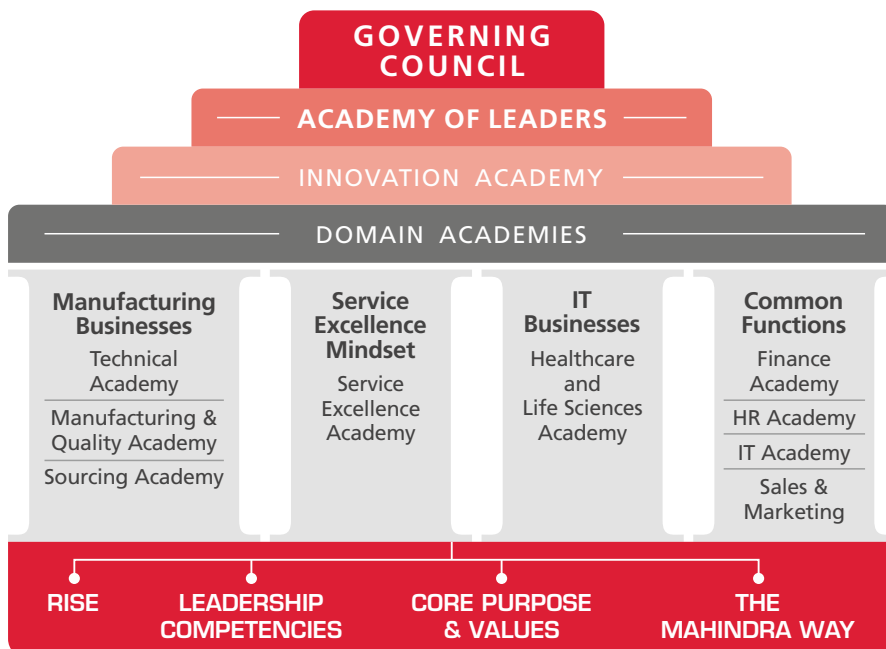 GOVERNING
COUNCIL
ACADEMY OF LEADERS
INNOVATION ACADEMY
DOMAIN ACADEMIES
Manufacturing
Businesses
Technical
Academy
Manufacturing &
Quality Academy
Sourcing Academy
Service
Excellence
Mindset
Service
Excellence
Academy
IT
Businesses
Healthcare
and
Life Sciences
Academy
Common
Functions
Finance
Academy
HR Academy
IT Academy
Sales &
Marketing
RISE
LEADERSHIP
COMPETENCIES
CORE PURPOSE
& VALUES
THE
MAHINDRA WAY